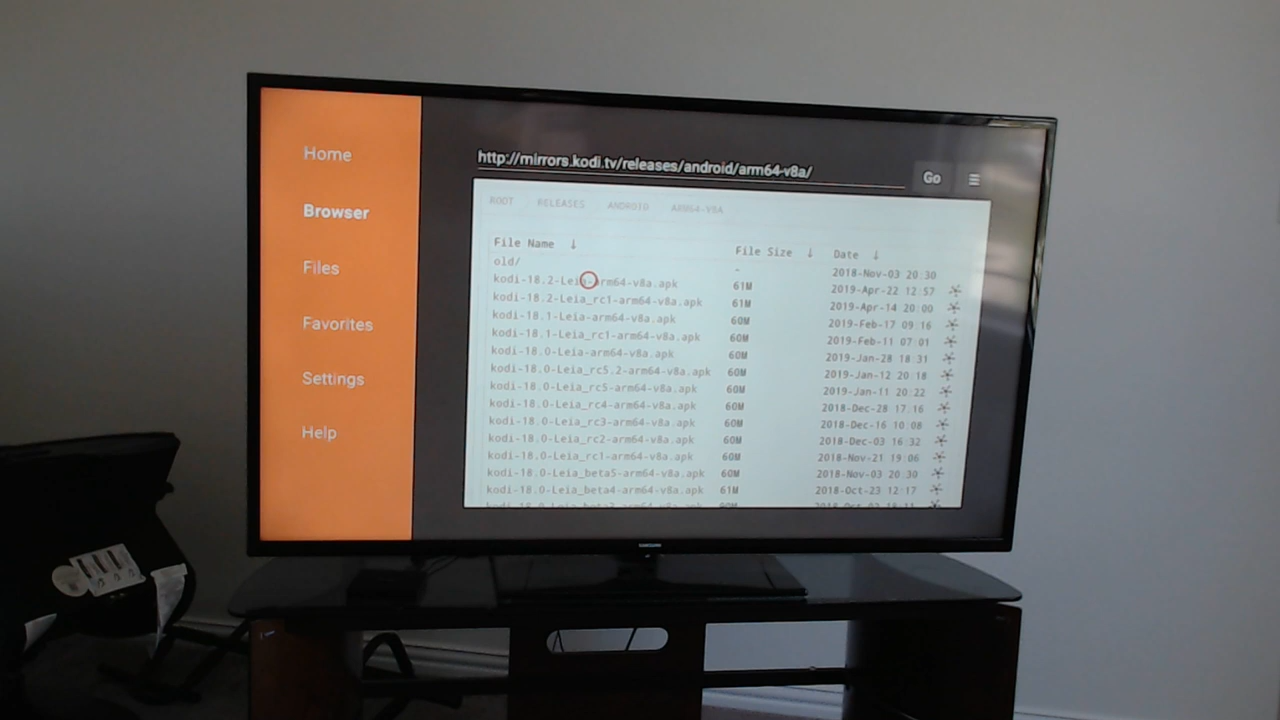 Home
Browser
Files
Favorites
Settings
Help
http://mirrors.kodi.tv/releases/android/arm64-v8a/
Go
ROOT RELEASES ANDROID ARM64-V8A
File Name ↓ File Size ↓ Date ↓
old/ - 2018-Nov-03 20:30
kodi-18.2-Leia-arm64-v8a.apk 61M 2019-Apr-22 12:57
kodi-18.2-Leia_rc1-arm64-v8a.apk 61M 2019-Apr-14 20:00
kodi-18.1-Leia-arm64-v8a.apk 60M 2019-Feb-17 09:16
kodi-18.1-Leia_rc1-arm64-v8a.apk 60M 2019-Feb-11 07:01
kodi-18.0-Leia-arm64-v8a.apk 60M 2019-Jan-28 18:31
kodi-18.0-Leia_rc5.2-arm64-v8a.apk 60M 2019-Jan-12 20:18
kodi-18.0-Leia_rc5-arm64-v8a.apk 60M 2019-Jan-11 20:22
kodi-18.0-Leia_rc4-arm64-v8a.apk 60M 2018-Dec-28 17:16
kodi-18.0-Leia_rc3-arm64-v8a.apk 60M 2018-Dec-16 10:08
kodi-18.0-Leia_rc2-arm64-v8a.apk 60M 2018-Dec-03 16:32
kodi-18.0-Leia_rc1-arm64-v8a.apk 60M 2018-Nov-21 19:06
kodi-18.0-Leia_beta5-arm64-v8a.apk 60M 2018-Nov-03 20:30
kodi-18.0-Leia_beta4-arm64-v8a.apk 61M 2018-Oct-23 12:17